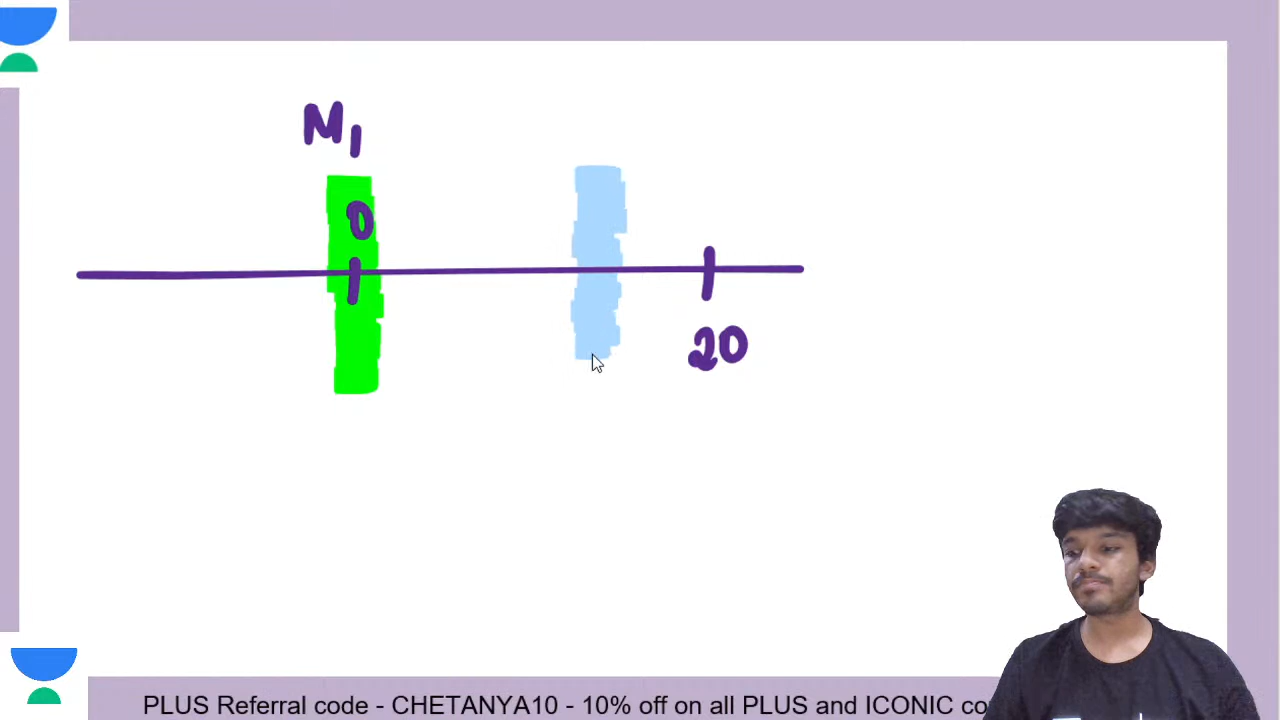 M1
0
20
PLUS Referral code - CHETANYA10 - 10% off on all PLUS and ICONIC co